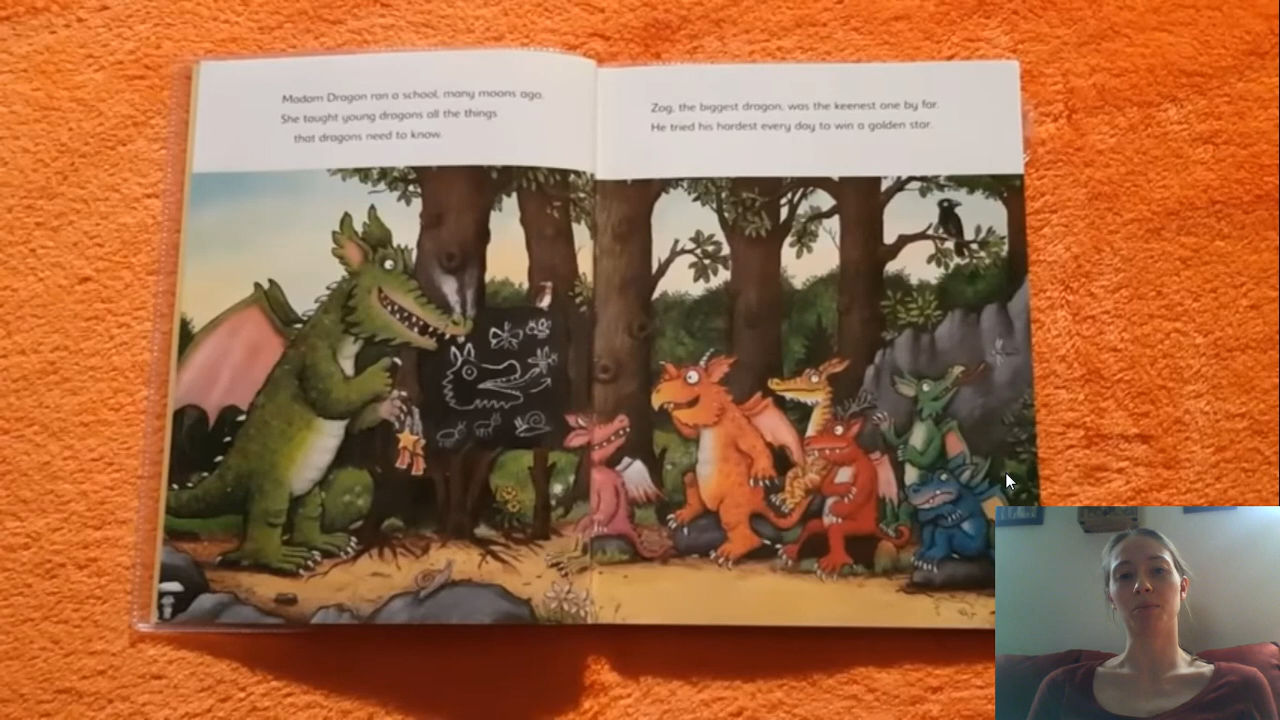 Madam Dragon ran a school, many moons ago.
She taught young dragons all the things
that dragons need to know.
Zog, the biggest dragon, was the keenest one by far.
He tried his hardest every day to win a golden star.